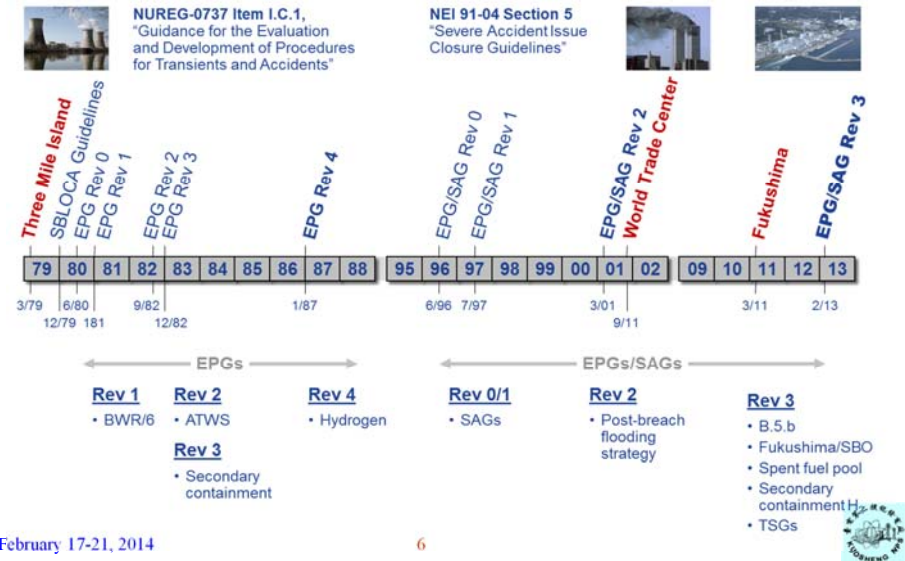 NUREG-0737 Item I.C.1,
“Guidance for the Evaluation
and Development of Procedures
for Transients and Accidents”
NEI 91-04 Section 5
“Severe Accident Issue
Closure Guidelines”
Three Mile Island
SBLOCA Guidelines
EPG Rev 0
EPG Rev 1
EPG Rev 2
EPG Rev 3
EPG Rev 4
EPG/SAG Rev 0
EPG/SAG Rev 1
EPG/SAG Rev 2
World Trade Center
Fukushima
EPG/SAG Rev 3
79 80 81 82 83 84 85 86 87 88 95 96 97 98 99 00 01 02 09 10 11 12 13
3/79 6/80 181 9/82 1/87 6/96 7/97 3/01 3/11 2/13
12/79 12/82 9/11
EPGs
EPGs/SAGs
Rev 1
• BWR/6
Rev 2
• ATWS
Rev 3
• Secondary
containment
Rev 4
• Hydrogen
Rev 0/1
• SAGs
Rev 2
• Post-breach
flooding
strategy
Rev 3
• B.5.b
• Fukushima/SBO
• Spent fuel pool
• Secondary
containment H₂
• TSGs
February 17-21, 2014
6
KUOSHENG NPS